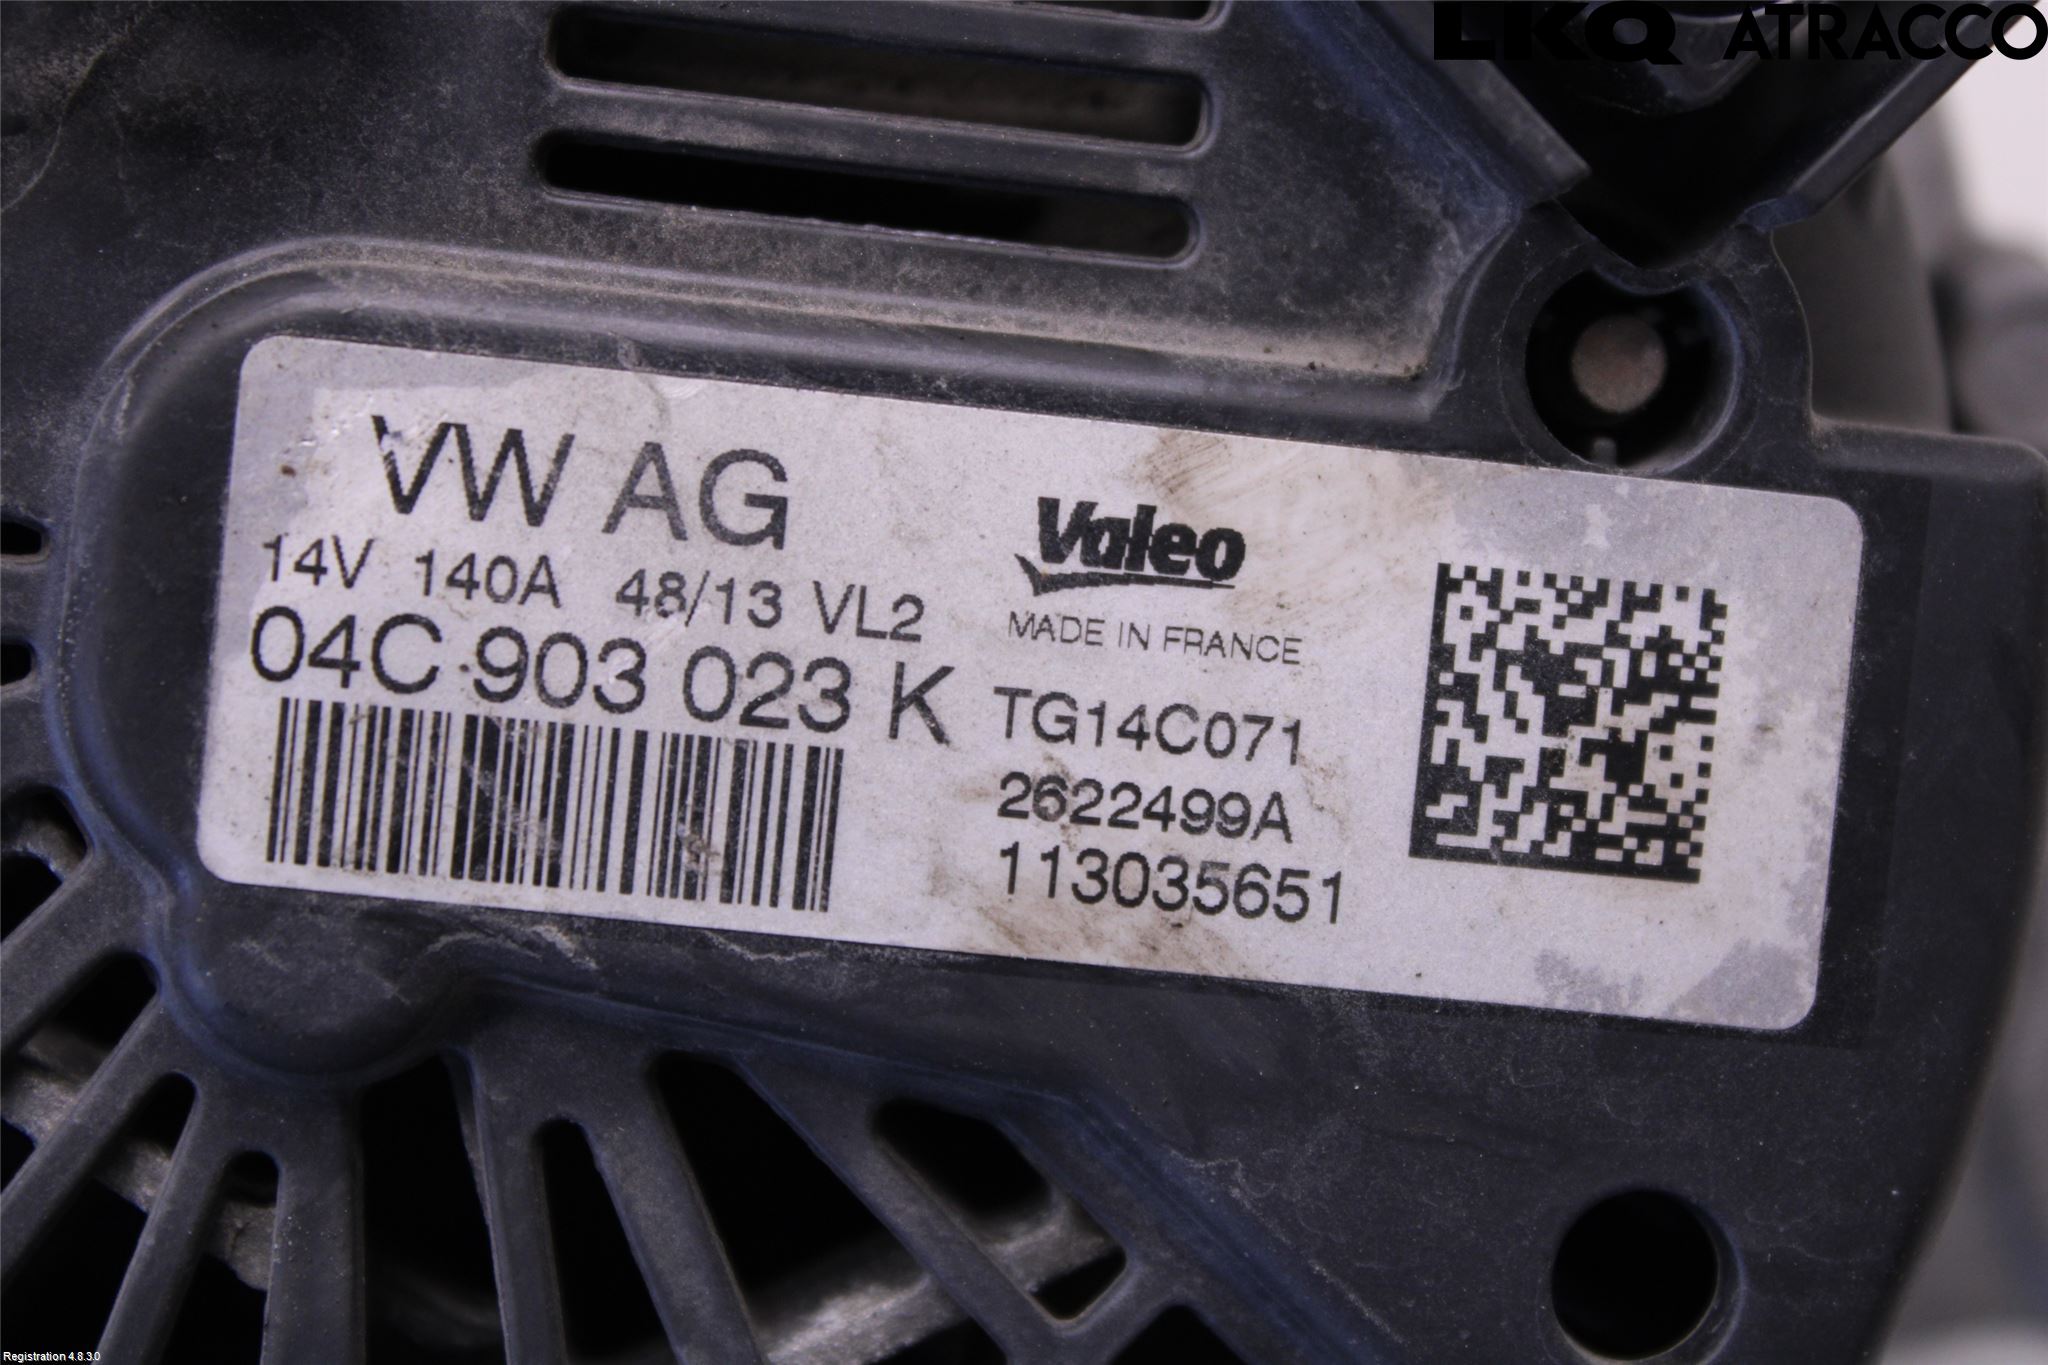 LKQ ATRACCO
VW AG
14V 140A 48/13 VL2
04C 903 023 K
Valeo
MADE IN FRANCE
TG14C071
2622499A
113035651
Registration 4.8.3.0